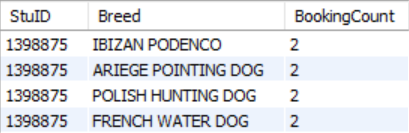 StuID Breed BookingCount
1398875 IBIZAN PODENCO 2
1398875 ARIEGE POINTING DOG 2
1398875 POLISH HUNTING DOG 2
1398875 FRENCH WATER DOG 2